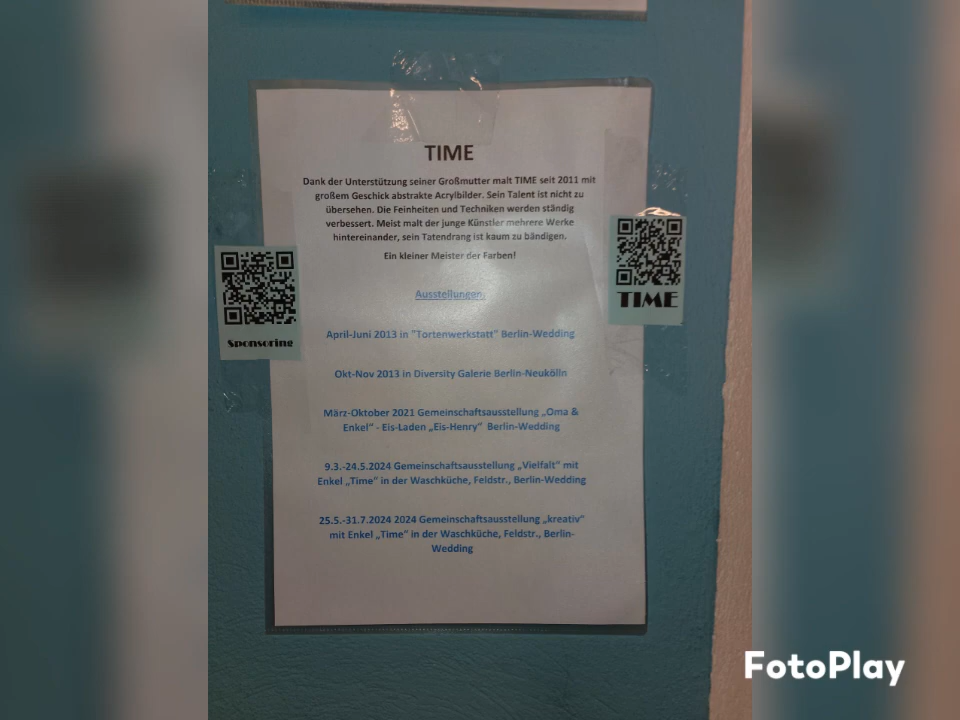 TIME
Dank der Unterstützung seiner Großmutter malt TIME seit 2011 mit
großem Geschick abstrakte Acrylbilder. Sein Talent ist nicht zu
übersehen. Die Feinheiten und Techniken werden ständig
verbessert. Meist malt der junge Künstler mehrere Werke
hintereinander, sein Tatendrang ist kaum zu bändigen.
Ein kleiner Meister der Farben!
Ausstellungen:
April-Juni 2013 in "Tortenwerkstatt" Berlin-Wedding
Okt-Nov 2013 in Diversity Galerie Berlin-Neukölln
März-Oktober 2021 Gemeinschaftsausstellung „Oma &
Enkel" - Eis-Laden „Eis-Henry" Berlin-Wedding
9.3.-24.5.2024 Gemeinschaftsausstellung „Vielfalt" mit
Enkel „Time" in der Waschküche, Feldstr., Berlin-Wedding
25.5.-31.7.2024 2024 Gemeinschaftsausstellung „kreativ"
mit Enkel „Time" in der Waschküche, Feldstr., Berlin-
Wedding
Sponsoring
TIME
FotoPlay